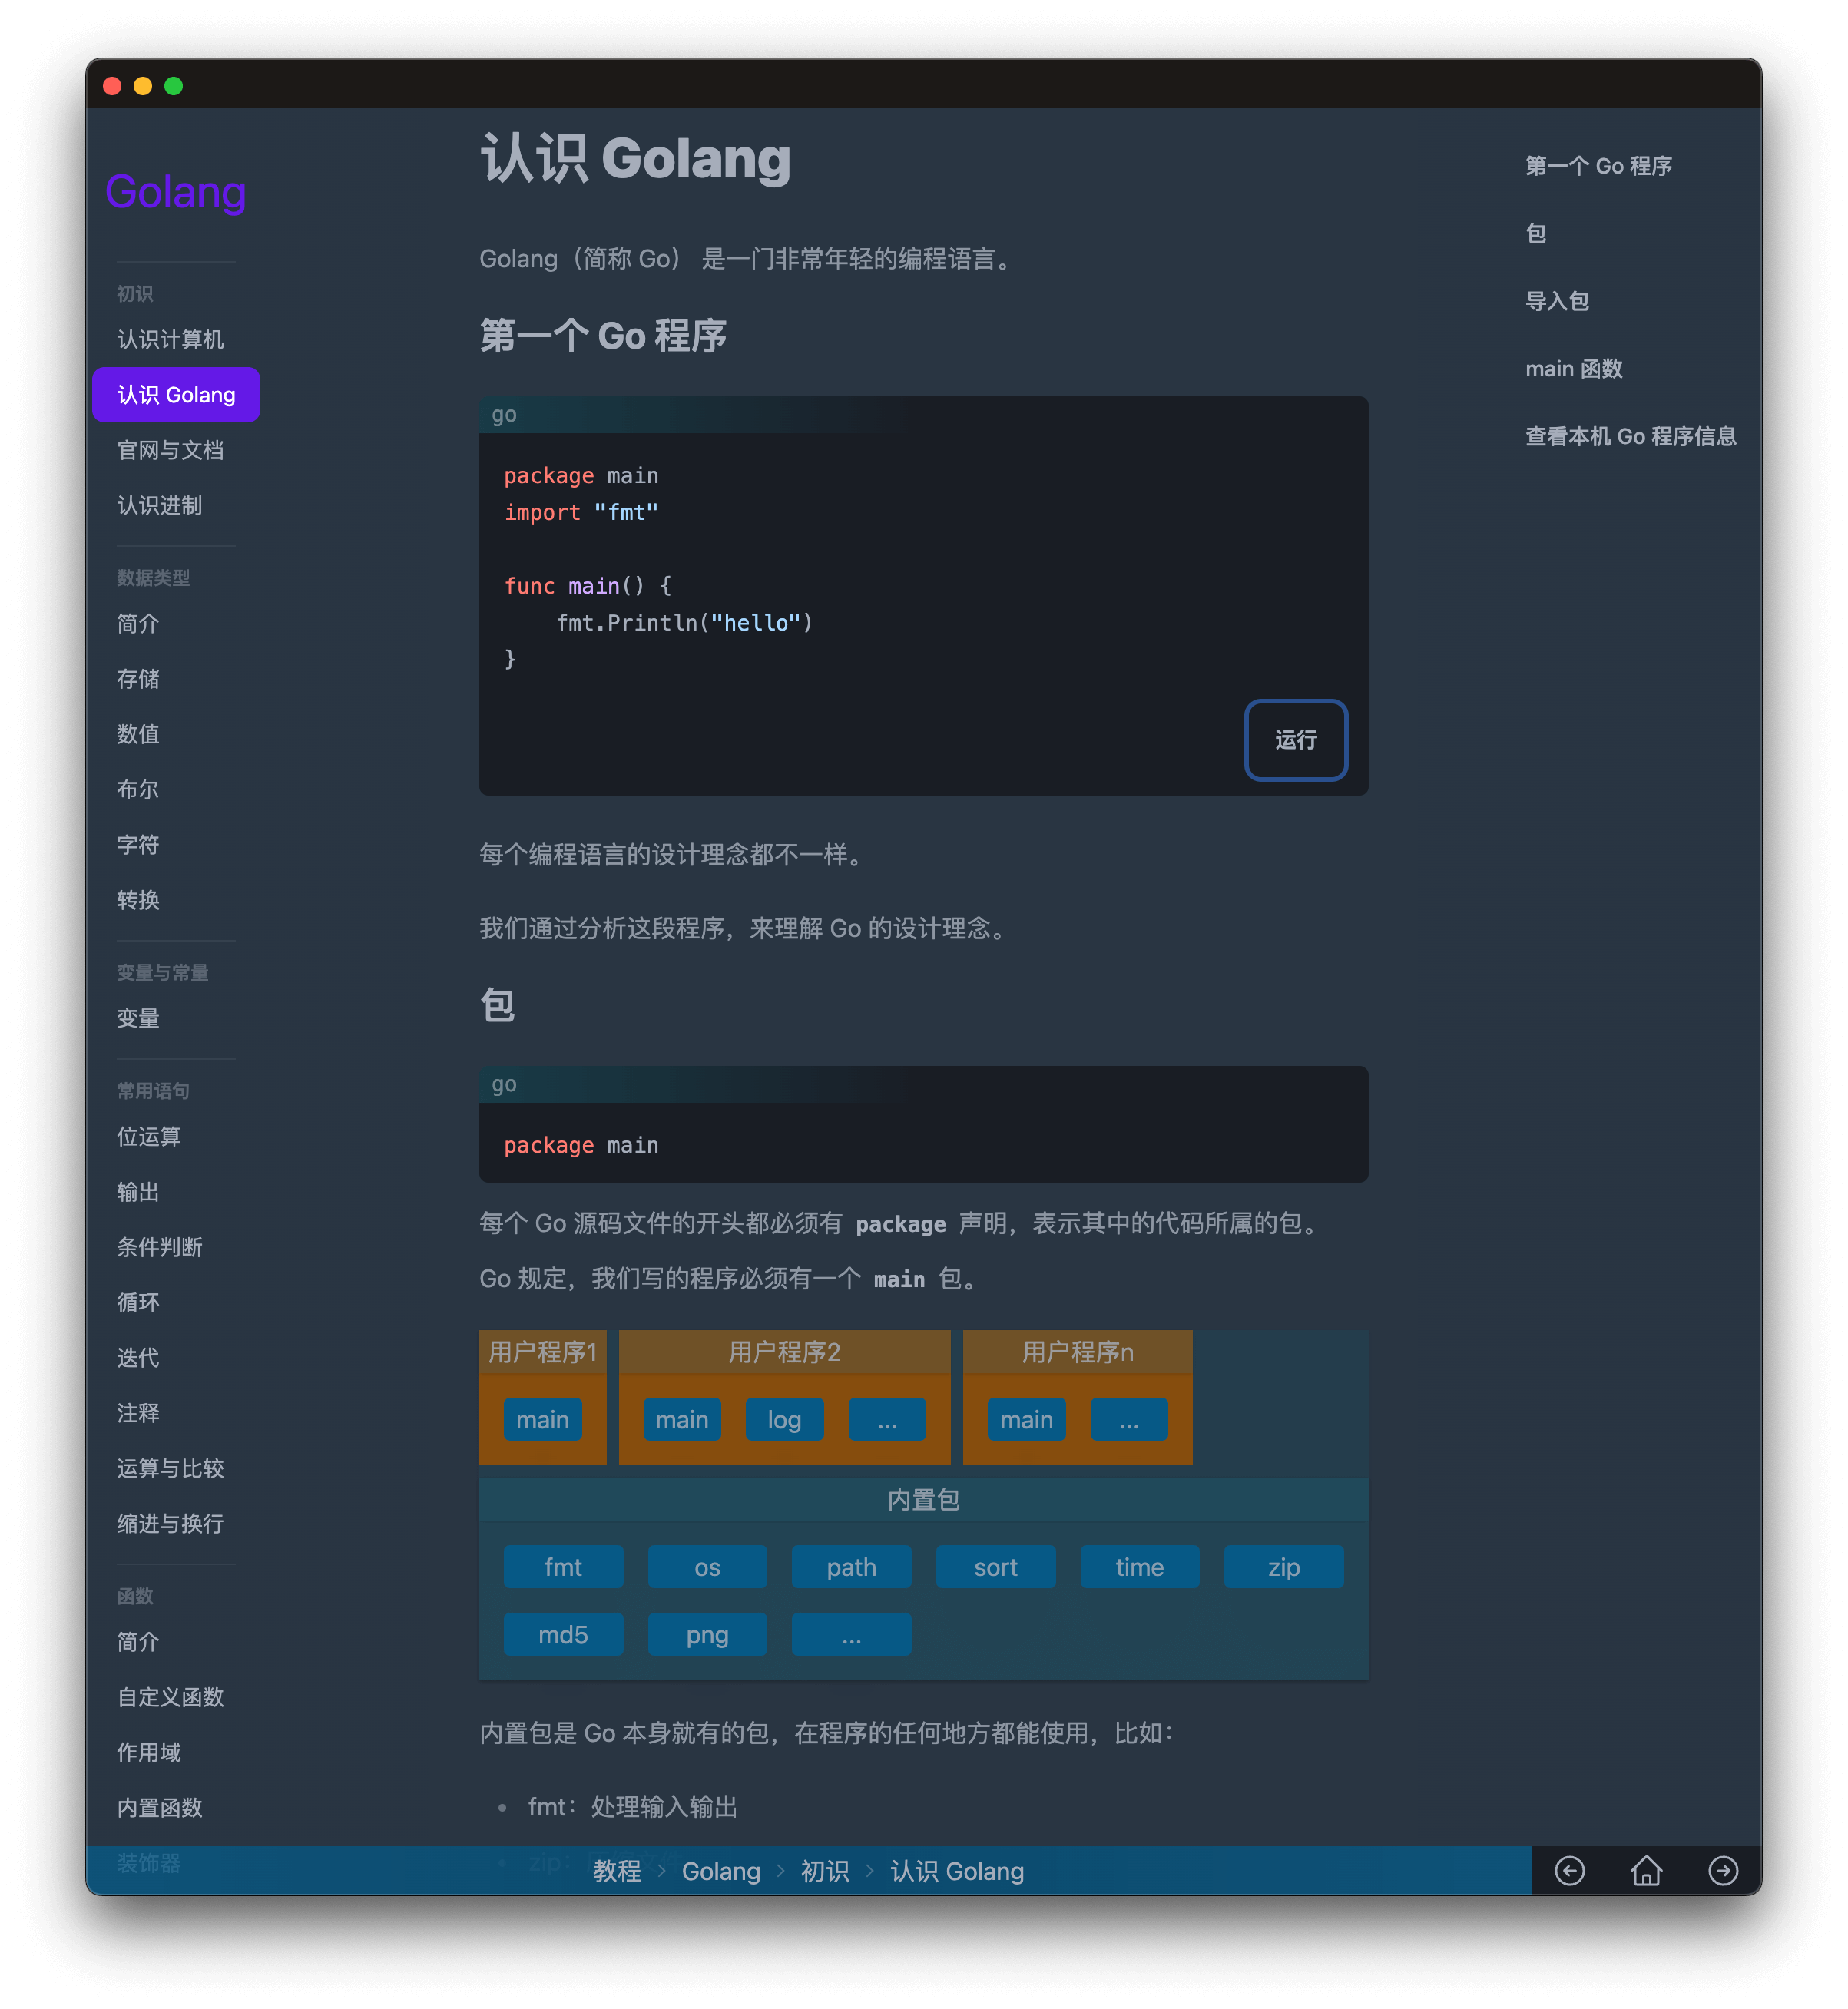 Golang
初识
认识计算机
认识 Golang
官网与文档
认识进制
数据类型
简介
存储
数值
布尔
字符
转换
变量与常量
变量
常用语句
位运算
输出
条件判断
循环
迭代
注释
运算与比较
缩进与换行
函数
简介
自定义函数
作用域
内置函数
装饰器
认识 Golang
Golang（简称 Go） 是一门非常年轻的编程语言。
第一个 Go 程序
go
package main
import "fmt"
func main() {
    fmt.Println("hello")
}
运行
每个编程语言的设计理念都不一样。
我们通过分析这段程序，来理解 Go 的设计理念。
包
go
package main
每个 Go 源码文件的开头都必须有 package 声明，表示其中的代码所属的包。
Go 规定，我们写的程序必须有一个 main 包。
用户程序1 用户程序2 用户程序n
main main log ... main ...
内置包
fmt os path sort time zip
md5 png ...
内置包是 Go 本身就有的包，在程序的任何地方都能使用，比如：
• fmt：处理输入输出
• zip：
教程 > Golang > 初识 > 认识 Golang
第一个 Go 程序
包
导入包
main 函数
查看本机 Go 程序信息